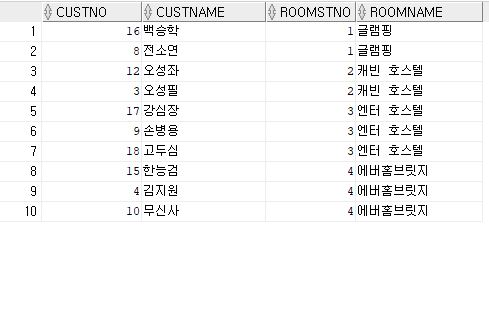 CUSTNO CUSTNAME ROOMSTNO ROOMNAME
1 16 백승학 1 글램핑
2 8 전소연 1 글램핑
3 12 오성좌 2 캐빈 호스텔
4 3 오성필 2 캐빈 호스텔
5 17 강심장 3 엔터 호스텔
6 9 손병용 3 엔터 호스텔
7 18 고두심 3 엔터 호스텔
8 15 한능검 4 에버홈브릿지
9 4 김지원 4 에버홈브릿지
10 10 무신사 4 에버홈브릿지